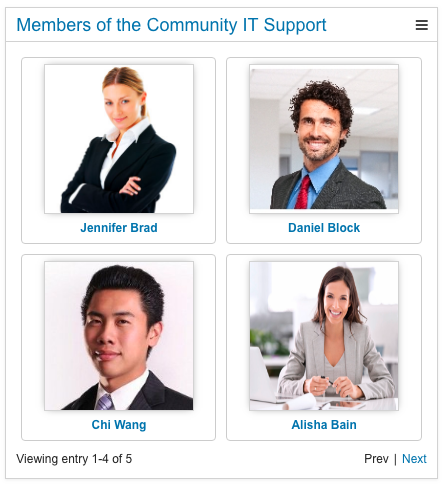 Members of the Community IT Support
Jennifer Brad
Daniel Block
Chi Wang
Alisha Bain
Viewing entry 1-4 of 5
Prev | Next